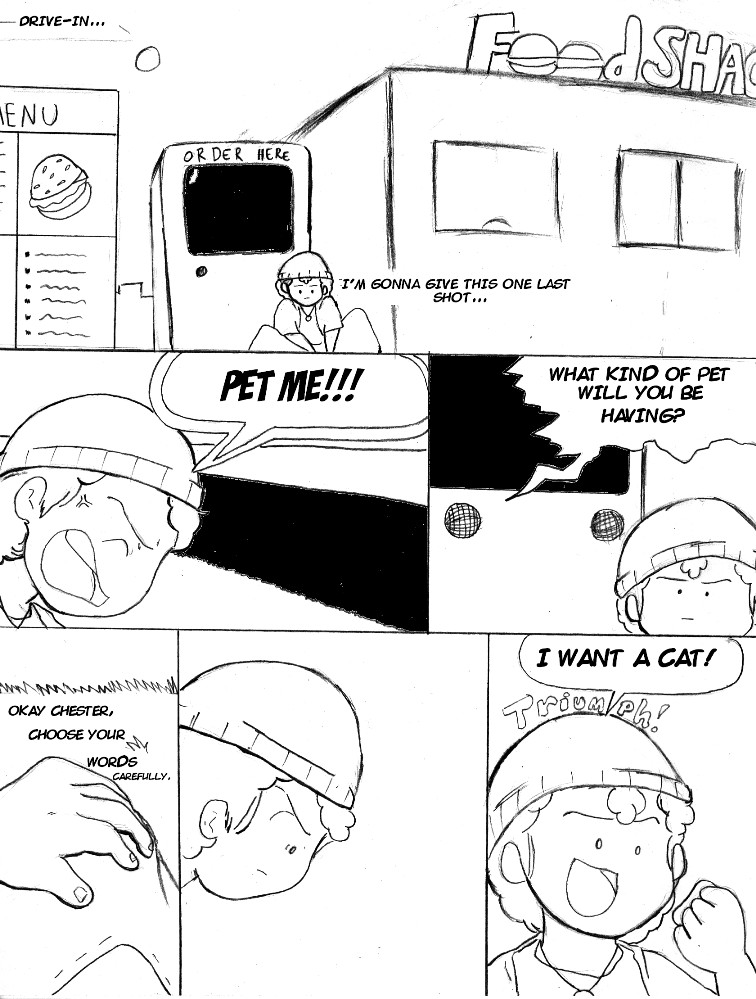 DRIVE-IN...
FoodSHAC
MENU
ORDER HERE
I'M GONNA GIVE THIS ONE LAST
SHOT...
PET ME!!!
WHAT KIND OF PET
WILL YOU BE
HAVING?
OKAY CHESTER,
CHOOSE YOUR
WORDS
CAREFULLY.
I WANT A CAT!
TRIUMPH!